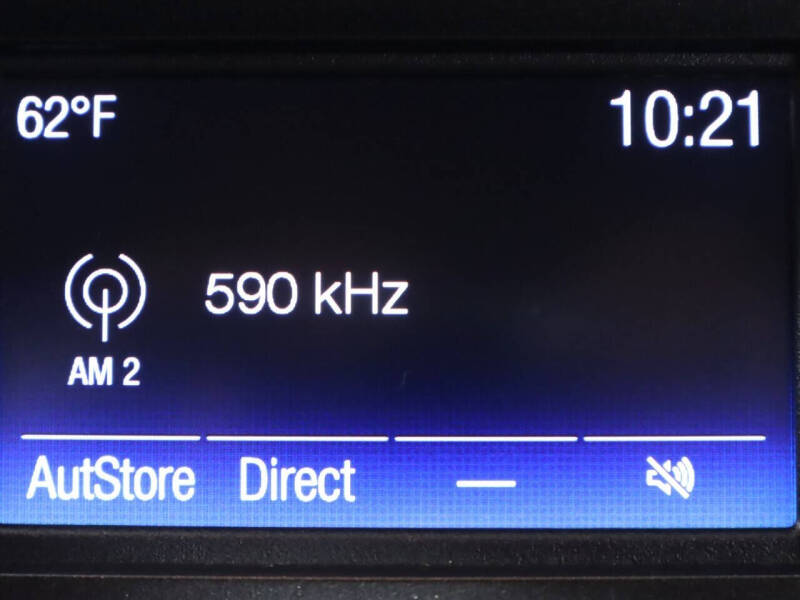 62°F
10:21
590 kHz
AM 2
AutStore Direct —